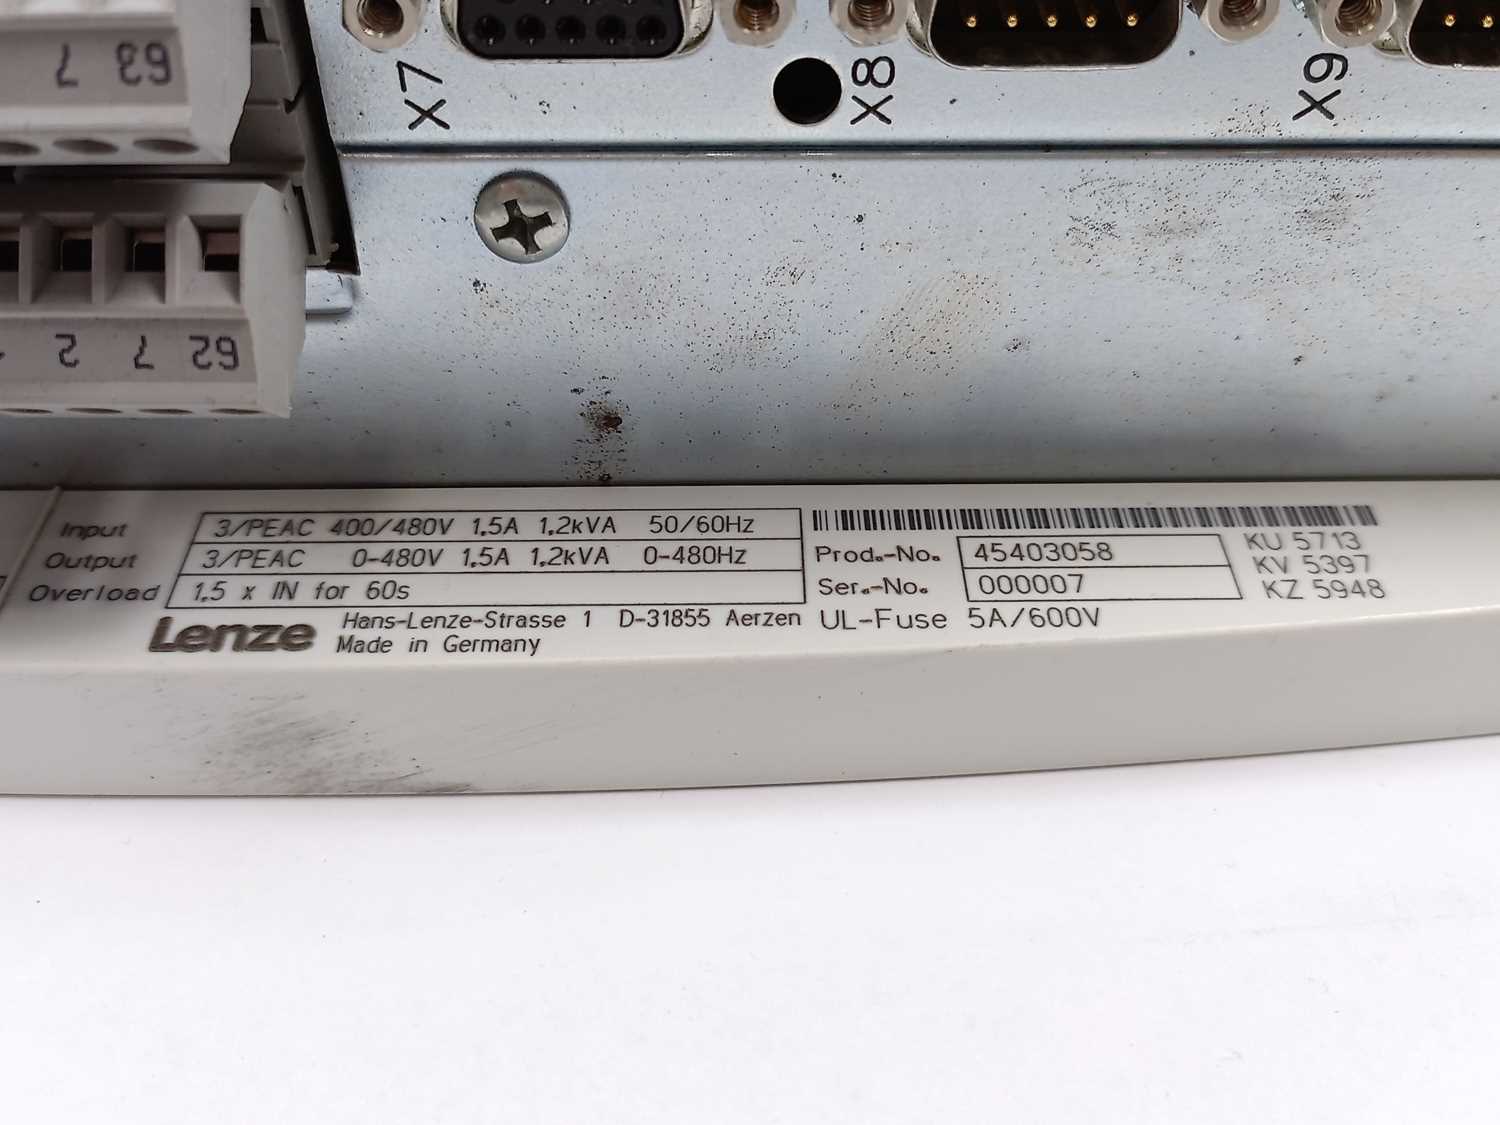 63 7
X7
X8
X9
2 7 62
Input 3/PEAC 400/480V 1.5A 1.2kVA 50/60Hz
Output 3/PEAC 0-480V 1.5A 1.2kVA 0-480Hz
Overload 1.5 x IN for 60s
Lenze Hans-Lenze-Strasse 1 D-31855 Aerzen
Made in Germany
Prod.-No. 45403058
Ser.-No. 000007
UL-Fuse 5A/600V
KU 5713
KV 5397
KZ 5948